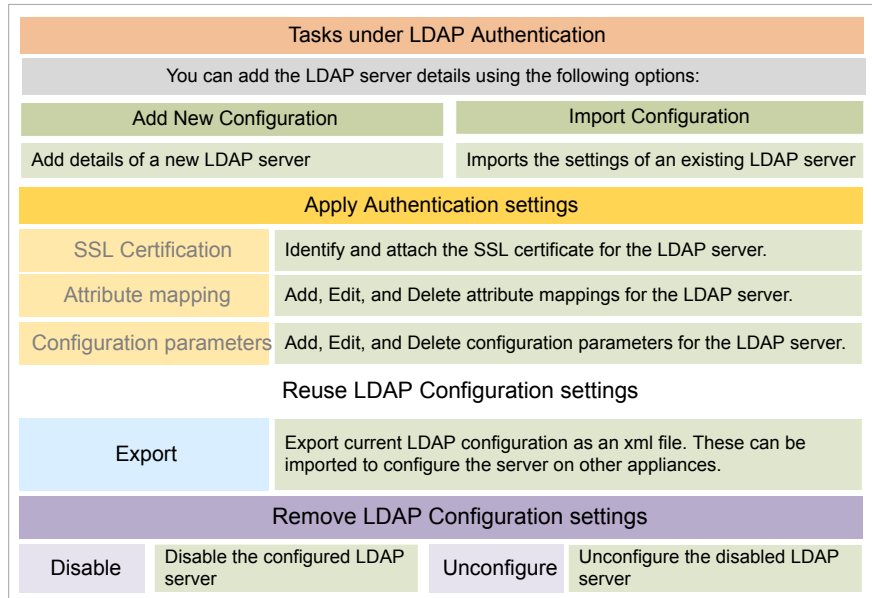 Tasks under LDAP Authentication
You can add the LDAP server details using the following options:
Add New Configuration
Import Configuration
Add details of a new LDAP server
Imports the settings of an existing LDAP server
Apply Authentication settings
SSL Certification
Identify and attach the SSL certificate for the LDAP server.
Attribute mapping
Add, Edit, and Delete attribute mappings for the LDAP server.
Configuration parameters
Add, Edit, and Delete configuration parameters for the LDAP server.
Reuse LDAP Configuration settings
Export
Export current LDAP configuration as an xml file. These can be
imported to configure the server on other appliances.
Remove LDAP Configuration settings
Disable
Disable the configured LDAP
server
Unconfigure
Unconfigure the disabled LDAP
server